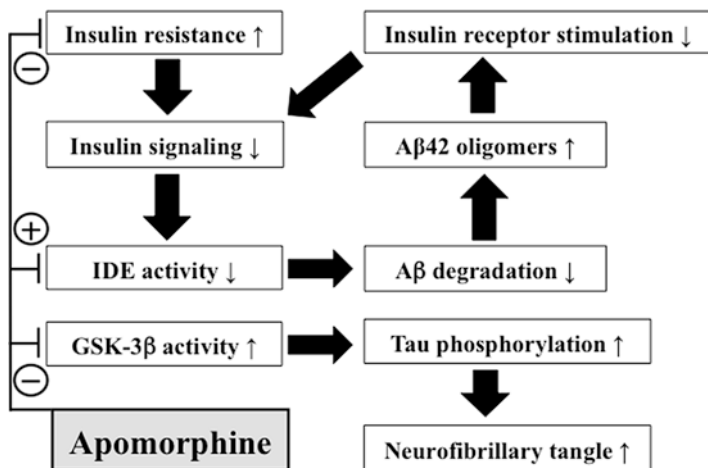 Insulin resistance ↑
Insulin receptor stimulation ↓
−
Insulin signaling ↓
Aβ42 oligomers ↑
+
IDE activity ↓
Aβ degradation ↓
GSK-3β activity ↑
Tau phosphorylation ↑
−
Apomorphine
Neurofibrillary tangle ↑